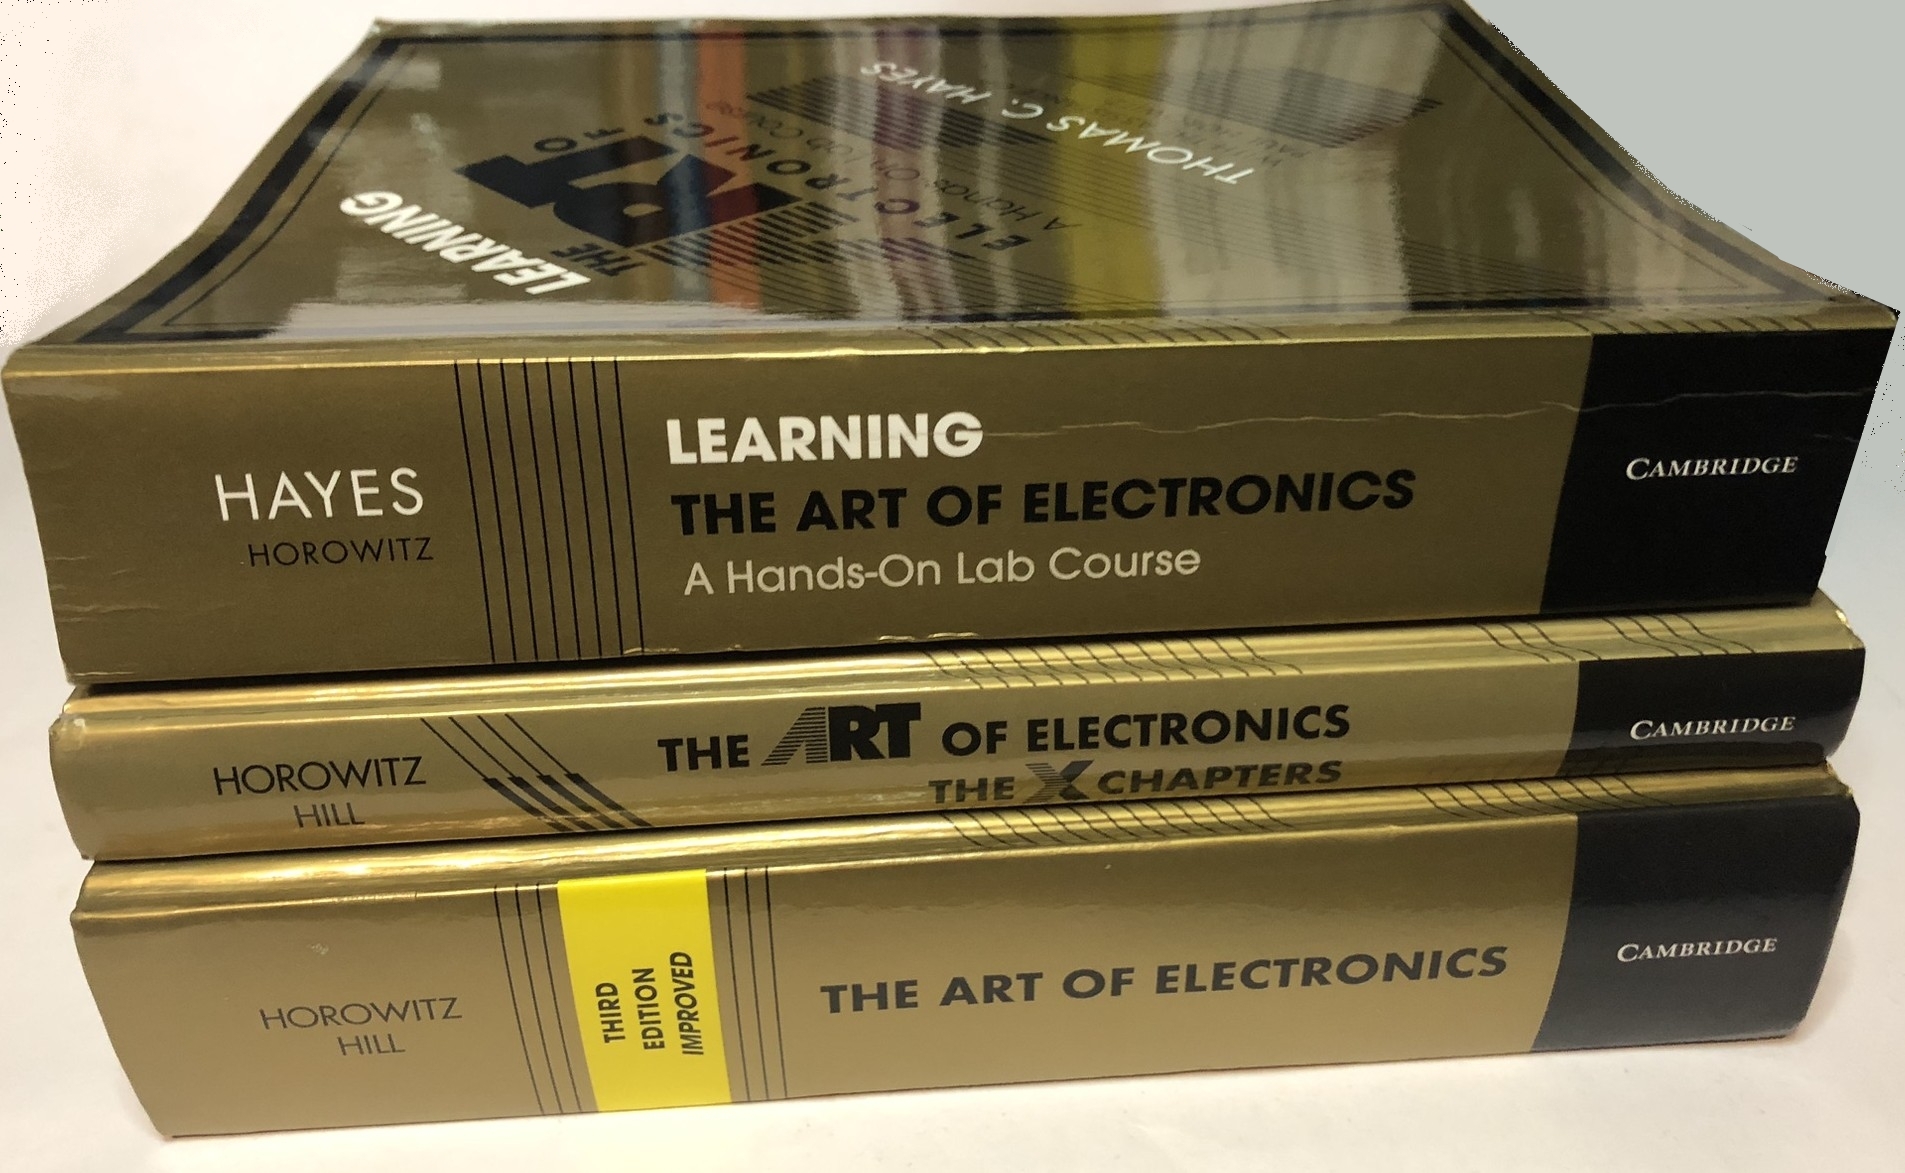 THOMAS C. HAYES
A Hands-On Lab Course
ELECTRONICS
OF
ART
THE
LEARNING
HAYES
HOROWITZ
LEARNING
THE ART OF ELECTRONICS
A Hands-On Lab Course
CAMBRIDGE
HOROWITZ
HILL
THE ART OF ELECTRONICS
THE X CHAPTERS
CAMBRIDGE
HOROWITZ
HILL
THIRD
EDITION
IMPROVED
THE ART OF ELECTRONICS
CAMBRIDGE